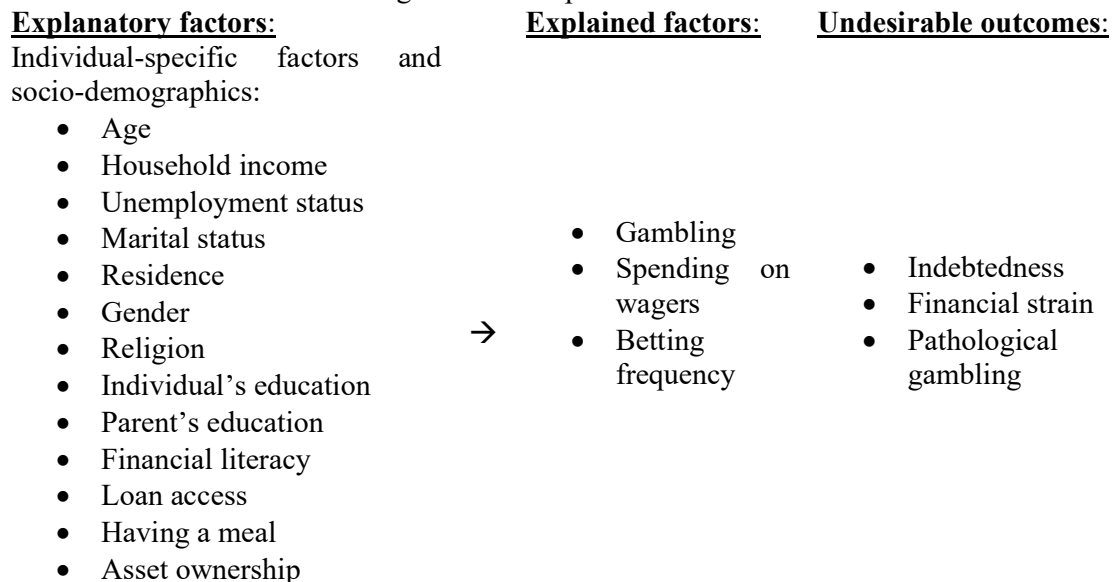 Explanatory factors:
Individual-specific factors and
socio-demographics:
• Age
• Household income
• Unemployment status
• Marital status
• Residence
• Gender
• Religion
• Individual's education
• Parent's education
• Financial literacy
• Loan access
• Having a meal
• Asset ownership
→
Explained factors:
• Gambling
• Spending on
wagers
• Betting
frequency
Undesirable outcomes:
• Indebtedness
• Financial strain
• Pathological
gambling